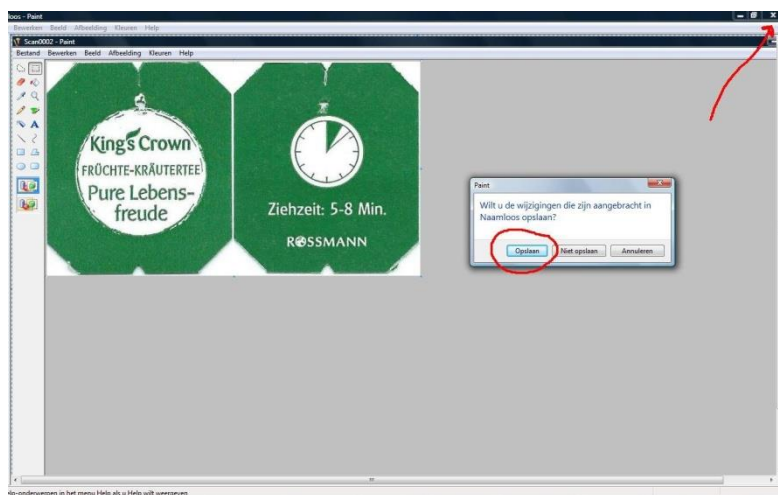 loos - Paint
Bewerken Beeld Afbeelding Kleuren Help
Scan0002 - Paint
Bestand Bewerken Beeld Afbeelding Kleuren Help
King's Crown
FRÜCHTE-KRÄUTERTEE
Pure Lebens-
freude
Ziehzeit: 5-8 Min.
ROSSMANN
Paint
Wilt u de wijzigingen die zijn aangebracht in
Naamloos opslaan?
Opslaan Niet opslaan Annuleren
lp-onderwerpen in het menu Help als u Help wilt weergeven